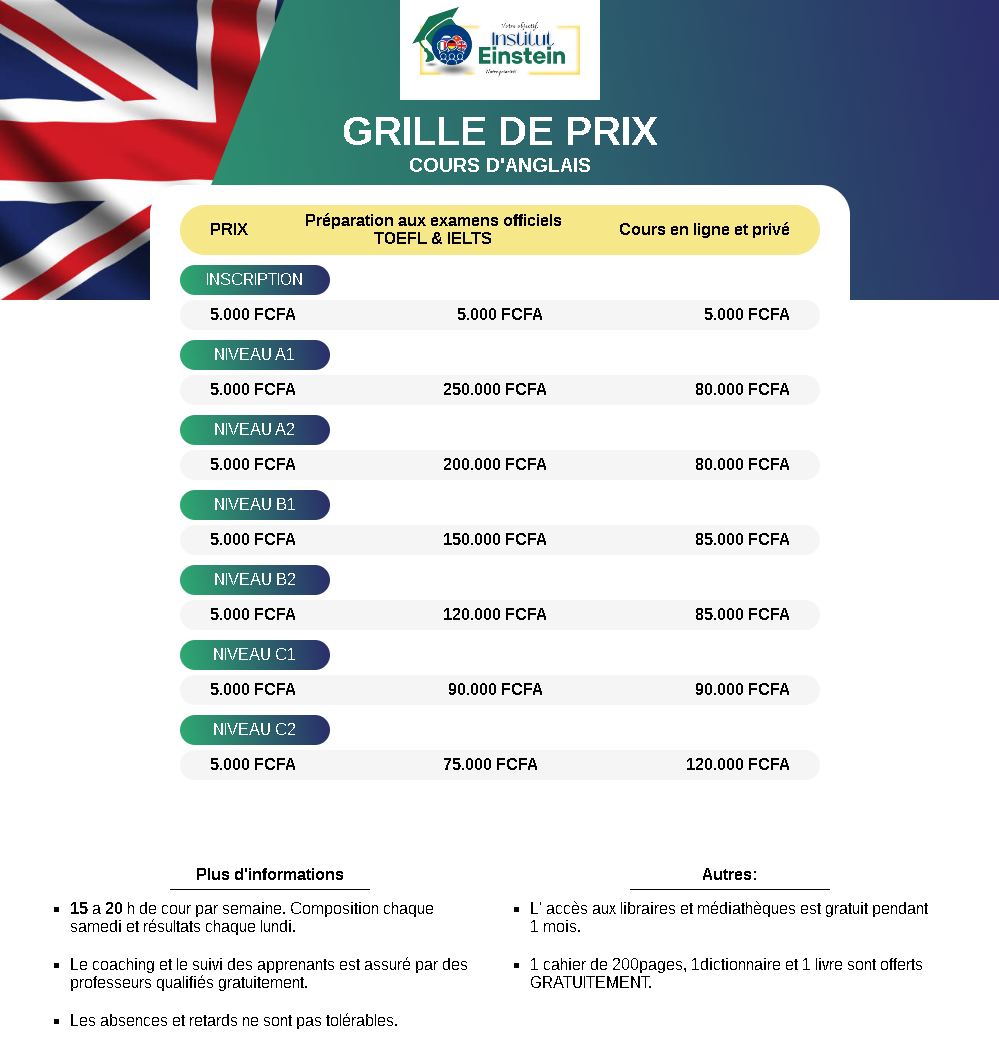 Votre objectif,
Institut
Einstein
Notre priorité
GRILLE DE PRIX
COURS D'ANGLAIS
PRIX
Préparation aux examens officiels
TOEFL & IELTS
Cours en ligne et privé
INSCRIPTION
5.000 FCFA 5.000 FCFA 5.000 FCFA
NIVEAU A1
5.000 FCFA 250.000 FCFA 80.000 FCFA
NIVEAU A2
5.000 FCFA 200.000 FCFA 80.000 FCFA
NIVEAU B1
5.000 FCFA 150.000 FCFA 85.000 FCFA
NIVEAU B2
5.000 FCFA 120.000 FCFA 85.000 FCFA
NIVEAU C1
5.000 FCFA 90.000 FCFA 90.000 FCFA
NIVEAU C2
5.000 FCFA 75.000 FCFA 120.000 FCFA
Plus d'informations
15 a 20 h de cour par semaine. Composition chaque
samedi et résultats chaque lundi.
Le coaching et le suivi des apprenants est assuré par des
professeurs qualifiés gratuitement.
Les absences et retards ne sont pas tolérables.
Autres:
L' accès aux libraires et médiathèques est gratuit pendant
1 mois.
1 cahier de 200pages, 1dictionnaire et 1 livre sont offerts
GRATUITEMENT.